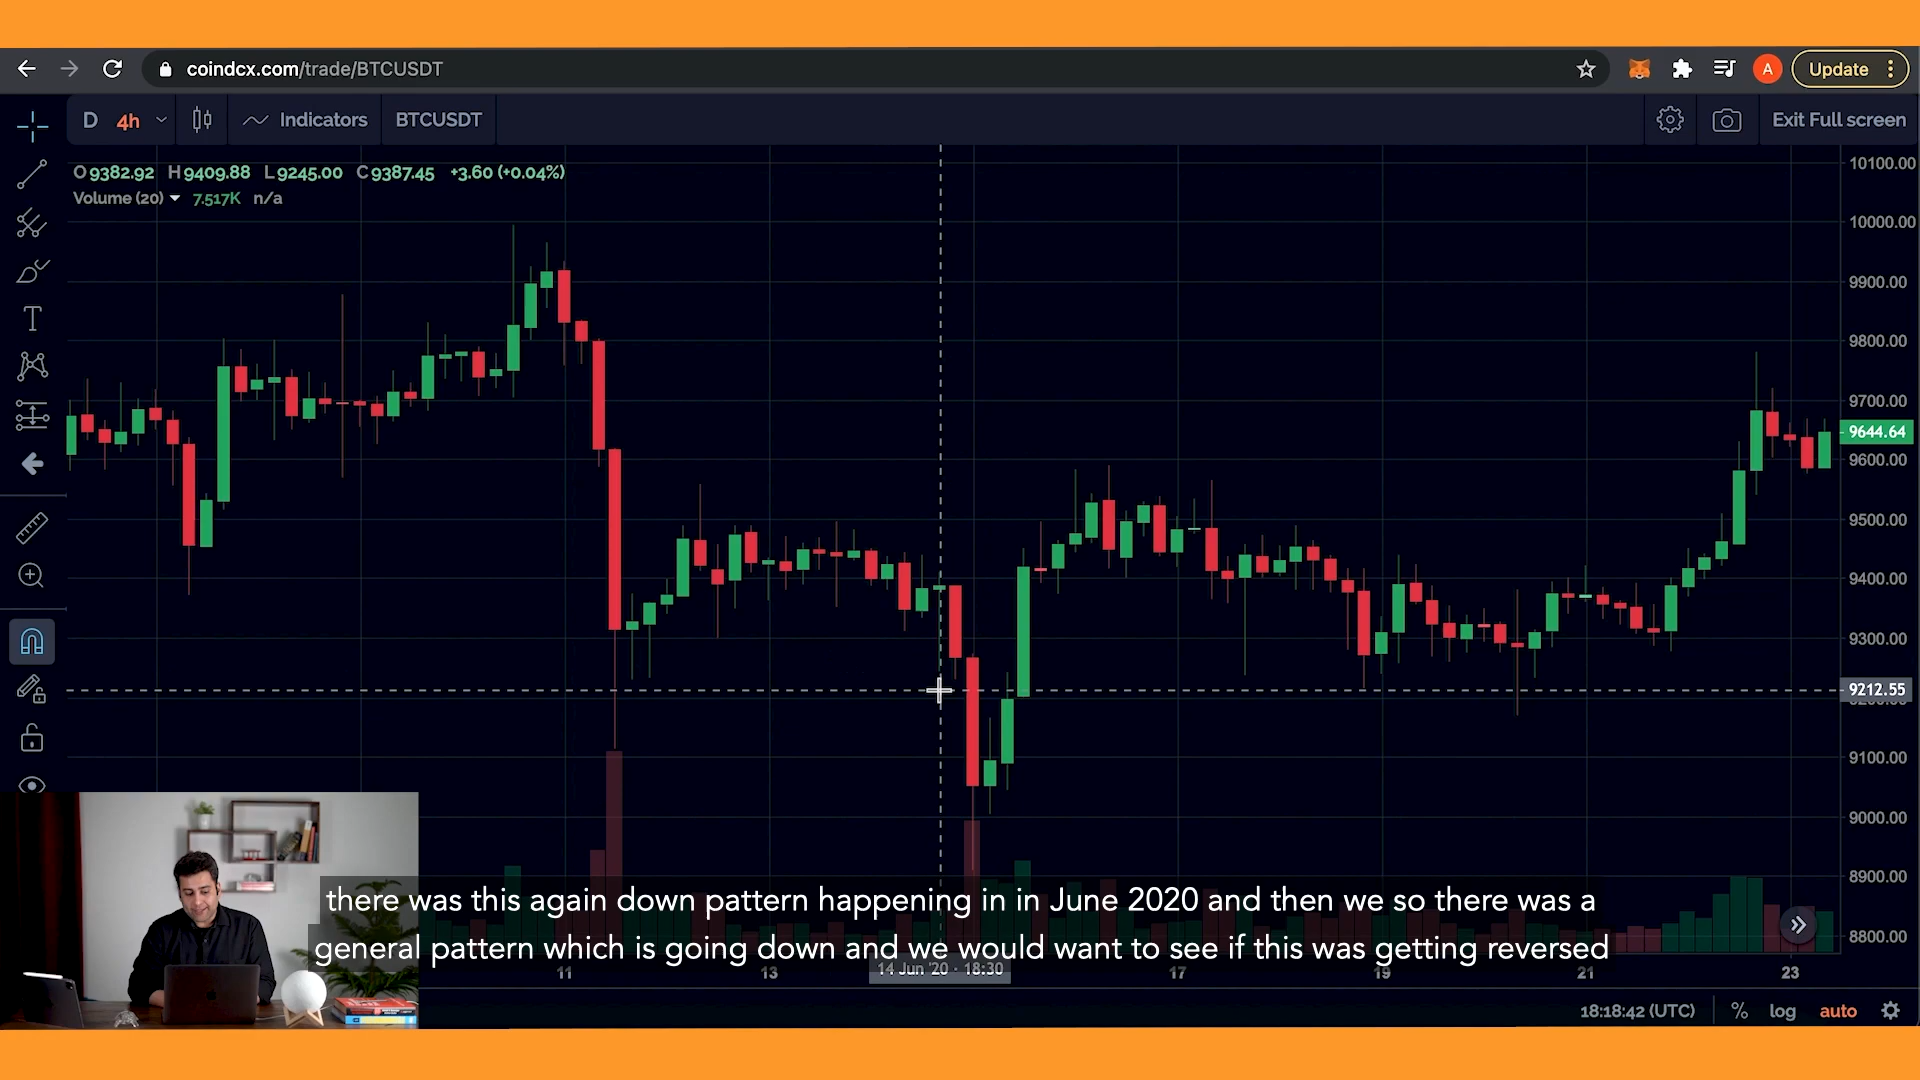 coindcx.com/trade/BTCUSDT
A
Update
D 4h Indicators BTCUSDT
Exit Full screen
O9382.92 H9409.88 L9245.00 C9387.45 +3.60 (+0.04%)
Volume (20) 7.517K n/a
T
10100.00
10000.00
9900.00
9800.00
9700.00
9644.64
9600.00
9500.00
9400.00
9300.00
9212.55
9100.00
9000.00
8900.00
8800.00
there was this again down pattern happening in in June 2020 and then we so there was a
general pattern which is going down and we would want to see if this was getting reversed
11 13 14 Jun '20 - 18:30 17 19 21 23
18:18:42 (UTC) % log auto